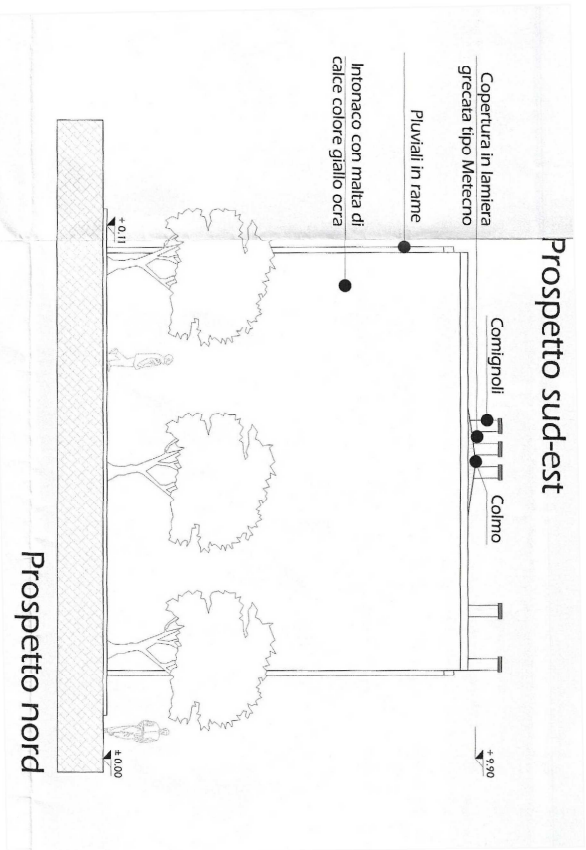 Prospetto sud-est
Comignoli
Colmo
+ 9.90
Copertura in lamiera
grecata tipo Metecno
Pluviali in rame
Intonaco con malta di
calce colore giallo ocra
+ 0.11
± 0.00
Prospetto nord